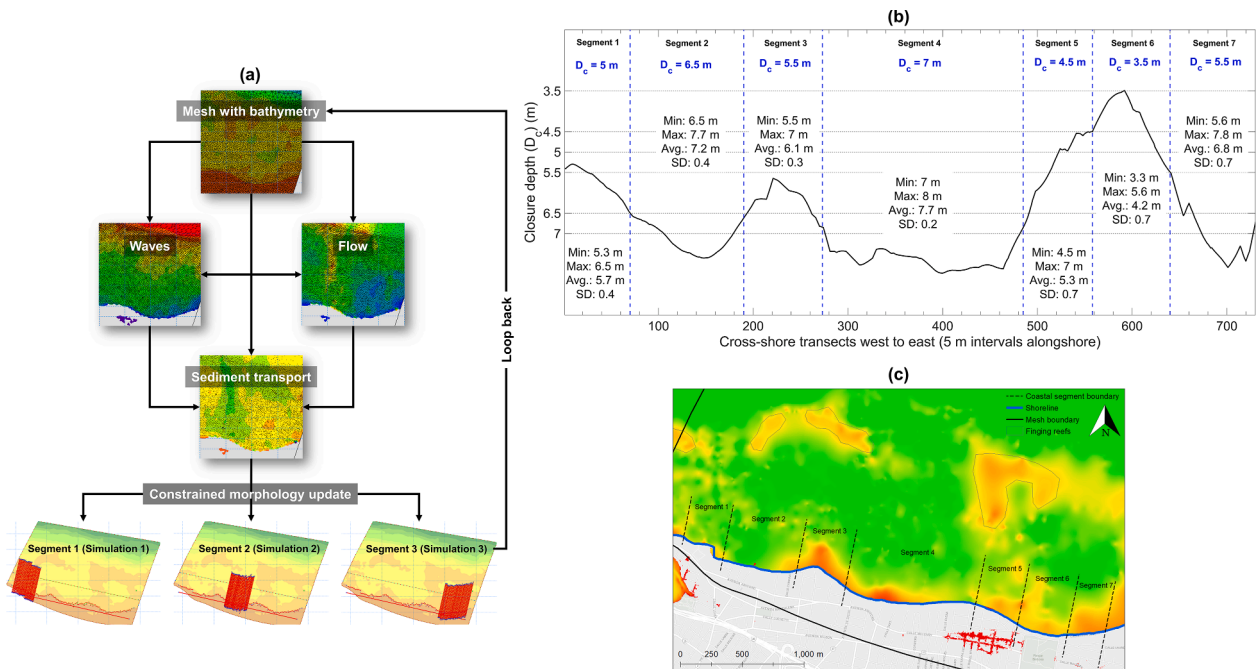 (a)
Mesh with bathymetry
Waves
Flow
Sediment transport
Constrained morphology update
Segment 1 (Simulation 1)
Segment 2 (Simulation 2)
Segment 3 (Simulation 3)
Loop back
(b)
Segment 1
Segment 2
Segment 3
Segment 4
Segment 5
Segment 6
Segment 7
D_c = 5 m
D_c = 6.5 m
D_c = 5.5 m
D_c = 7 m
D_c = 4.5 m
D_c = 3.5 m
D_c = 5.5 m
Closure depth (D_c) (m)
3.5
4.5
5
5.5
6.5
7
Min: 5.3 m
Max: 6.5 m
Avg.: 5.7 m
SD: 0.4
Min: 6.5 m
Max: 7.7 m
Avg.: 7.2 m
SD: 0.4
Min: 5.5 m
Max: 7 m
Avg.: 6.1 m
SD: 0.3
Min: 7 m
Max: 8 m
Avg.: 7.7 m
SD: 0.2
Min: 4.5 m
Max: 7 m
Avg.: 5.3 m
SD: 0.7
Min: 3.3 m
Max: 5.6 m
Avg.: 4.2 m
SD: 0.7
Min: 5.6 m
Max: 7.8 m
Avg.: 6.8 m
SD: 0.7
100
200
300
400
500
600
700
Cross-shore transects west to east (5 m intervals alongshore)
(c)
Coastal segment boundary
Shoreline
Mesh boundary
Finging reefs
N
Segment 1
Segment 2
Segment 3
Segment 4
Segment 5
Segment 6
Segment 7
0
250
500
1,000 m